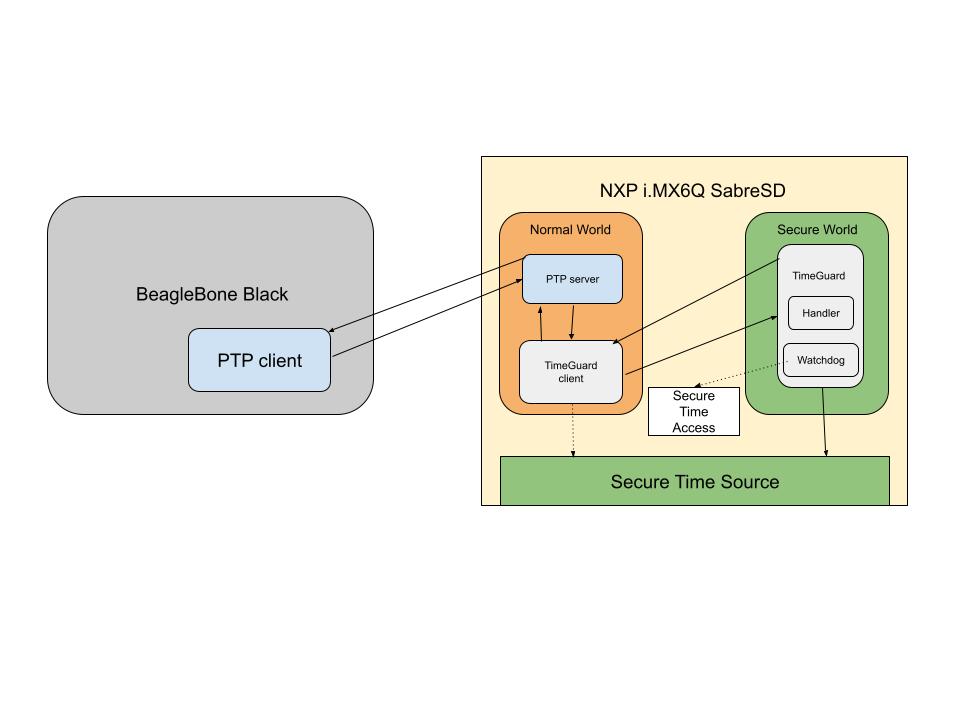 NXP i.MX6Q SabreSD
Normal World
Secure World
PTP server
TimeGuard
BeagleBone Black
Handler
PTP client
TimeGuard
client
Watchdog
Secure
Time
Access
Secure Time Source